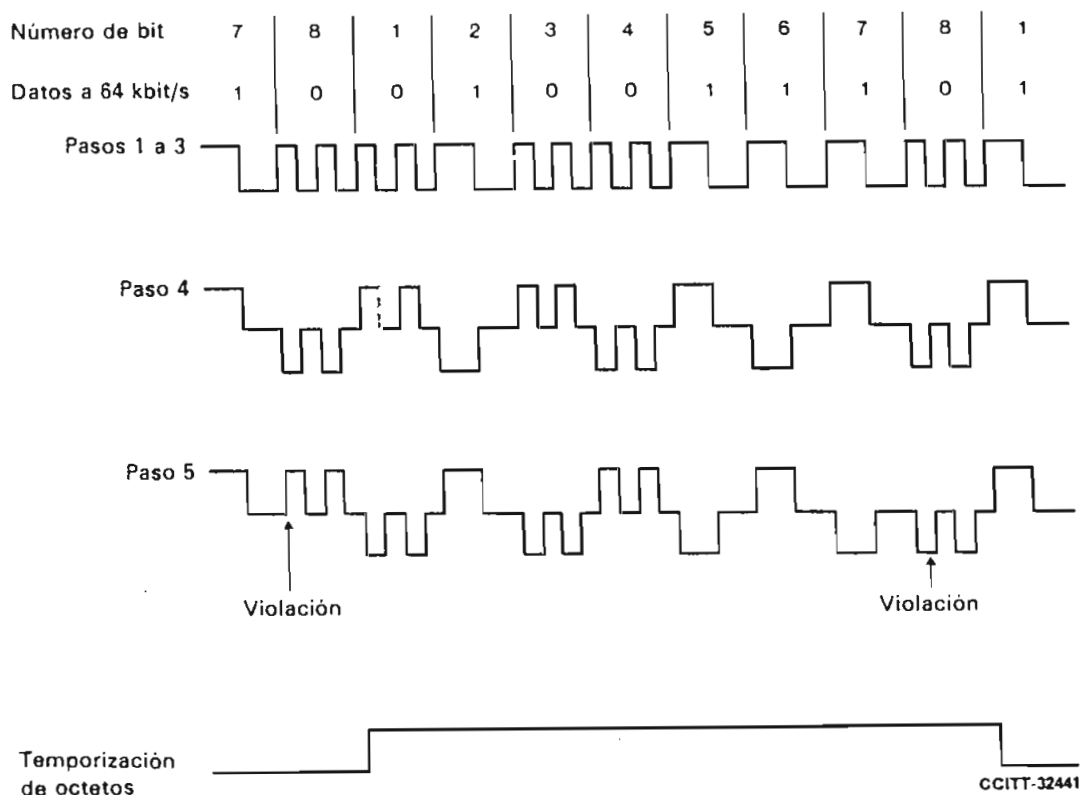 Número de bit 7 8 1 2 3 4 5 6 7 8 1
Datos a 64 kbit/s 1 0 0 1 0 0 1 1 1 0 1
Pasos 1 a 3
Paso 4
Paso 5
Violación
Violación
Temporización
de octetos
CCITT-32441